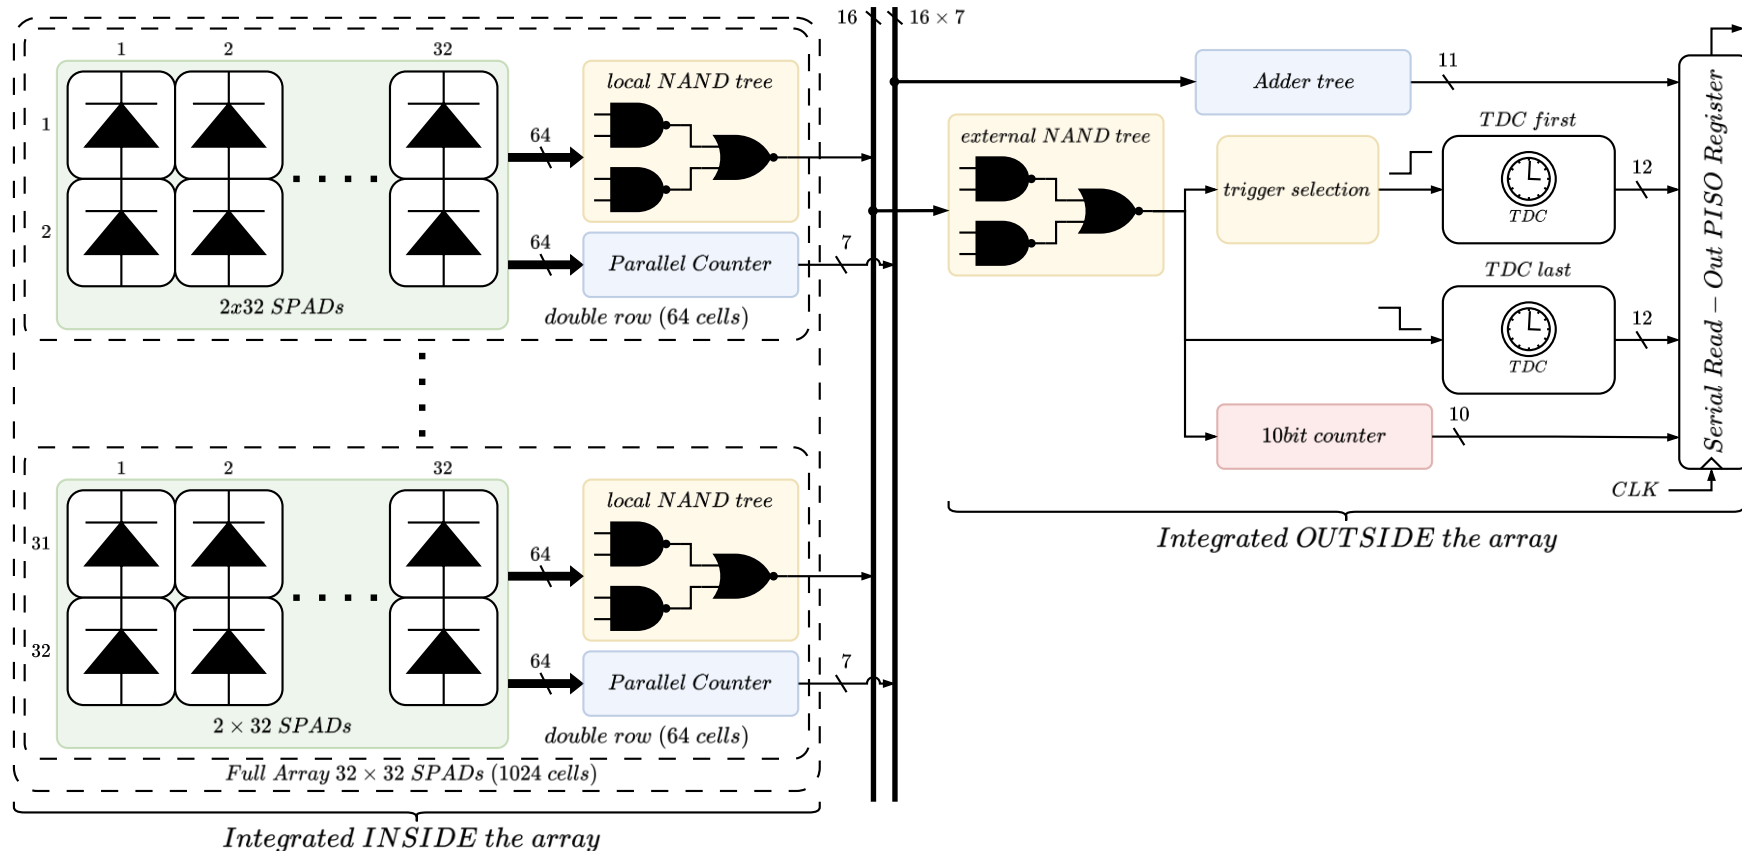 16
16 × 7
1 2 32
1
2
64
local NAND tree
64
Parallel Counter
7
2x32 SPADs
double row (64 cells)
1 2 32
31
32
64
local NAND tree
64
Parallel Counter
7
2 × 32 SPADs
double row (64 cells)
Full Array 32 × 32 SPADs (1024 cells)
Integrated INSIDE the array
Adder tree
11
external NAND tree
trigger selection
TDC first
TDC
12
TDC last
TDC
12
10bit counter
10
Serial Read − Out PISO Register
CLK
Integrated OUTSIDE the array